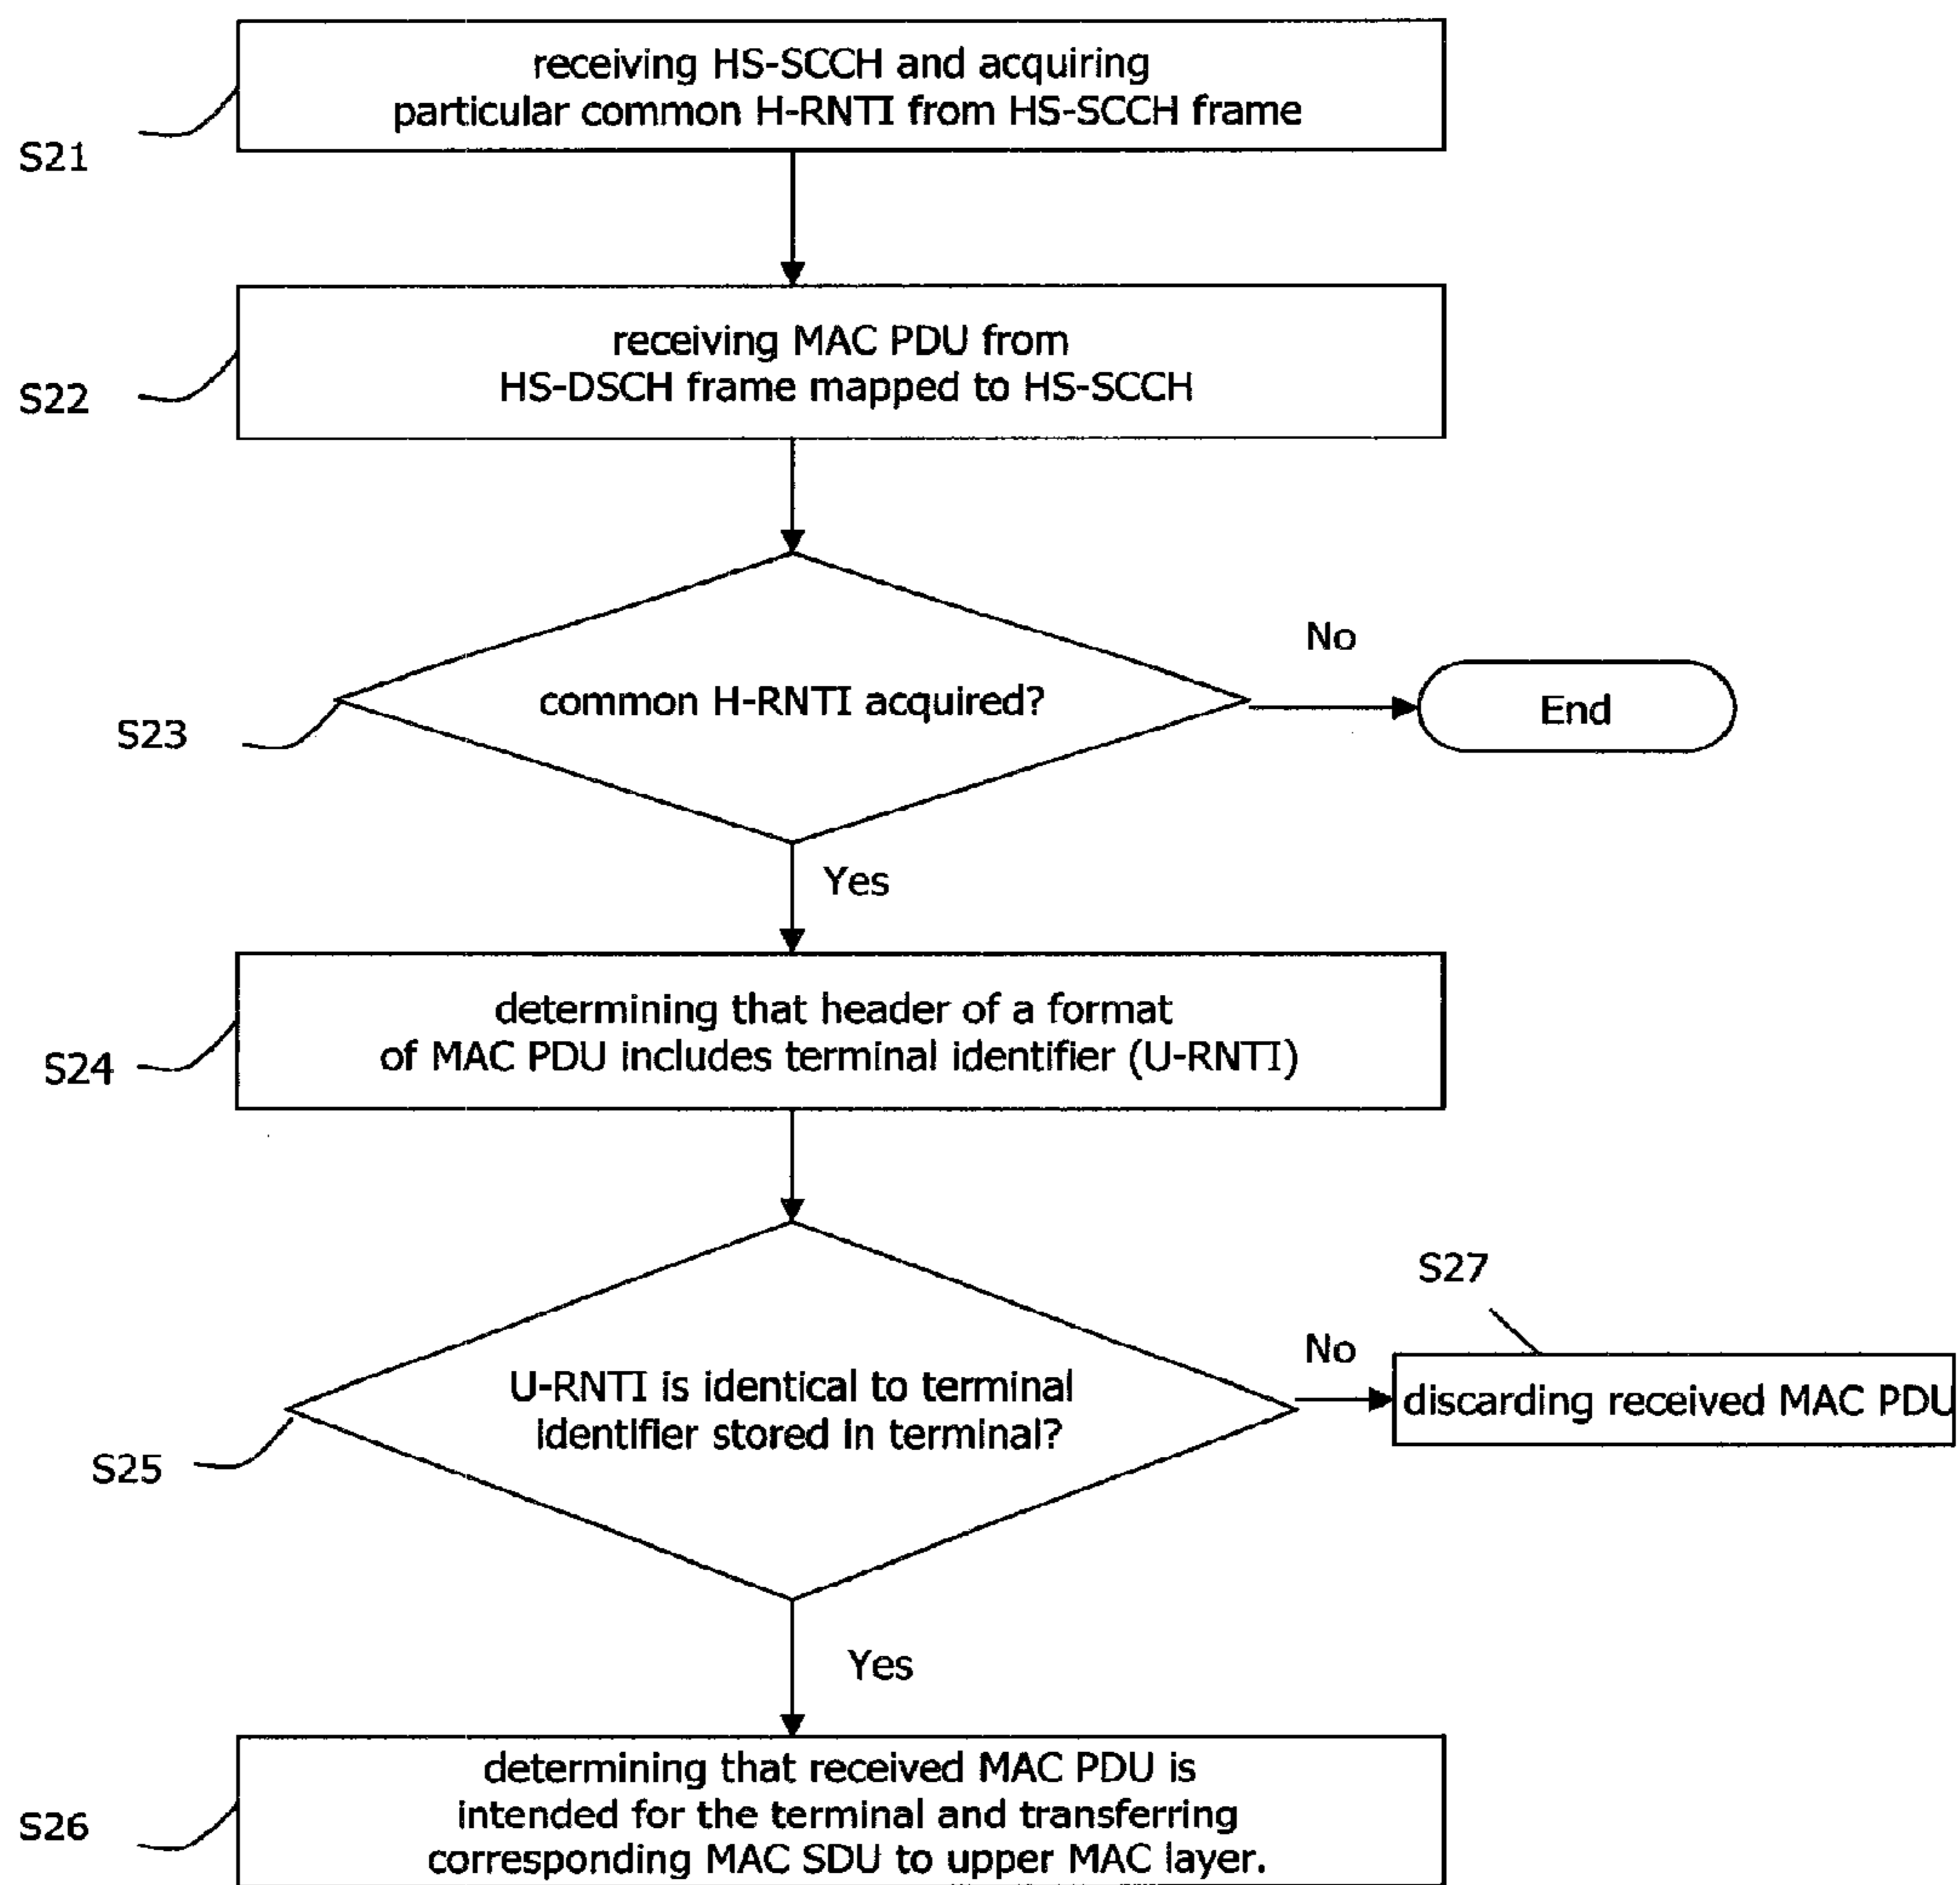 receiving HS-SCCH and acquiring
particular common H-RNTI from HS-SCCH frame
S21
receiving MAC PDU from
HS-DSCH frame mapped to HS-SCCH
S22
No
common H-RNTI acquired?
End
S23
Yes
determining that header of a format
of MAC PDU includes terminal identifier (U-RNTI)
S24
S27
No
U-RNTI is identical to terminal
identifier stored in terminal?
discarding received MAC PDU
S25
Yes
determining that received MAC PDU is
intended for the terminal and transferring
corresponding MAC SDU to upper MAC layer.
S26